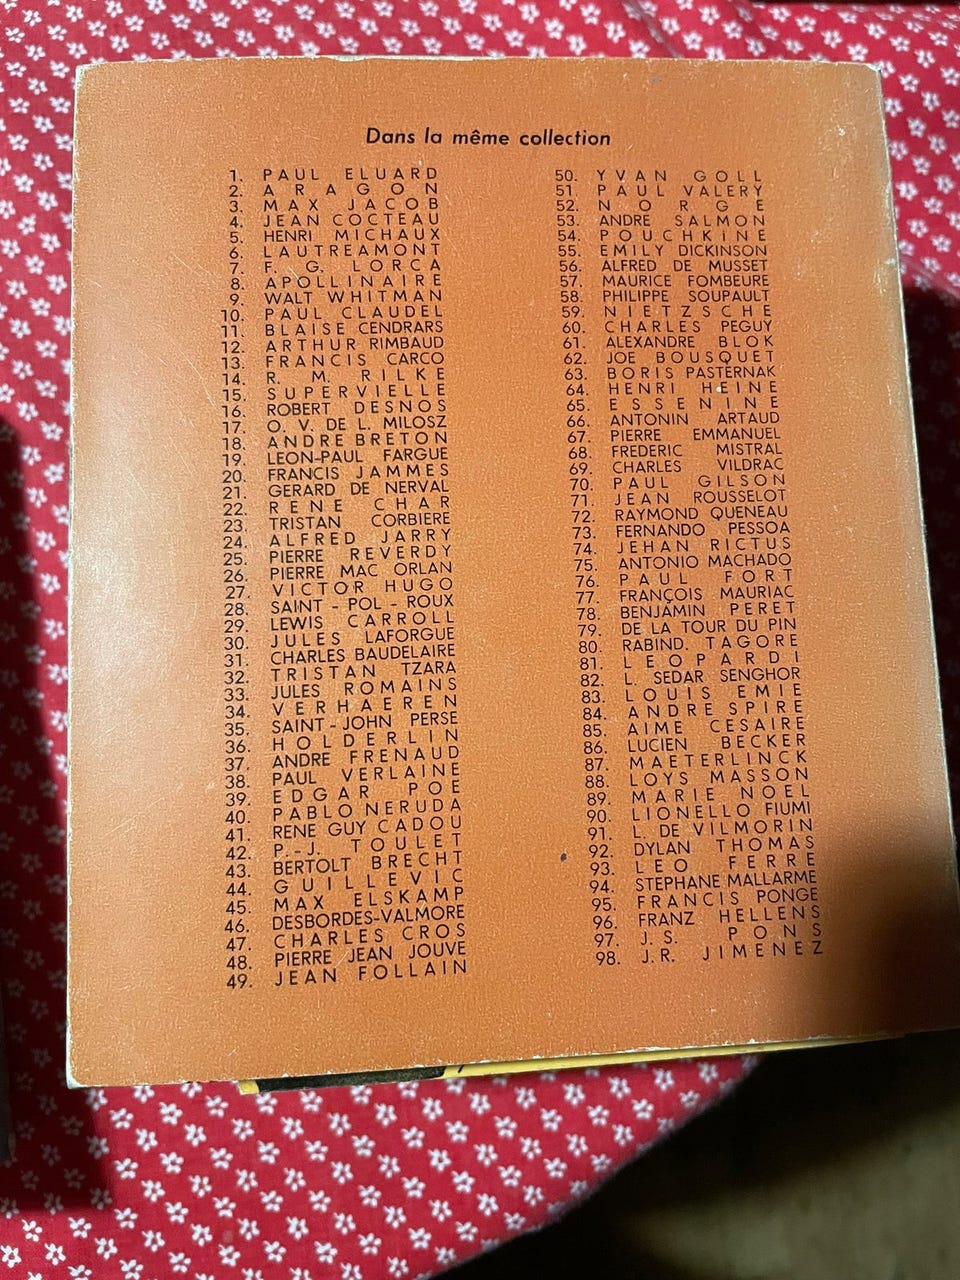 Dans la même collection
1. PAUL ELUARD
2. ARAGON
3. MAX JACOB
4. JEAN COCTEAU
5. HENRI MICHAUX
6. LAUTREAMONT
7. F. G. LORCA
8. APOLLINAIRE
9. WALT WHITMAN
10. PAUL CLAUDEL
11. BLAISE CENDRARS
12. ARTHUR RIMBAUD
13. FRANCIS CARCO
14. R. M. RILKE
15. SUPERVIELLE
16. ROBERT DESNOS
17. O. V. DE L. MILOSZ
18. ANDRE BRETON
19. LEON-PAUL FARGUE
20. FRANCIS JAMMES
21. GERARD DE NERVAL
22. RENE CHAR
23. TRISTAN CORBIERE
24. ALFRED JARRY
25. PIERRE REVERDY
26. PIERRE MAC ORLAN
27. VICTOR HUGO
28. SAINT - POL - ROUX
29. LEWIS CARROLL
30. JULES LAFORGUE
31. CHARLES BAUDELAIRE
32. TRISTAN TZARA
33. JULES ROMAINS
34. VERHAEREN
35. SAINT-JOHN PERSE
36. HOLDERLIN
37. ANDRE FRENAUD
38. PAUL VERLAINE
39. EDGAR POE
40. PABLO NERUDA
41. RENE GUY CADOU
42. P.-J. TOULET
43. BERTOLT BRECHT
44. GUILLEVIC
45. MAX ELSKAMP
46. DESBORDES-VALMORE
47. CHARLES CROS
48. PIERRE JEAN JOUVE
49. JEAN FOLLAIN
50. YVAN GOLL
51. PAUL VALERY
52. NORGE
53. ANDRE SALMON
54. POUCHKINE
55. EMILY DICKINSON
56. ALFRED DE MUSSET
57. MAURICE FOMBEURE
58. PHILIPPE SOUPAULT
59. NIETZSCHE
60. CHARLES PEGUY
61. ALEXANDRE BLOK
62. JOE BOUSQUET
63. BORIS PASTERNAK
64. HENRI HEINE
65. ESSENINE
66. ANTONIN ARTAUD
67. PIERRE EMMANUEL
68. FREDERIC MISTRAL
69. CHARLES VILDRAC
70. PAUL GILSON
71. JEAN ROUSSELOT
72. RAYMOND QUENEAU
73. FERNANDO PESSOA
74. JEHAN RICTUS
75. ANTONIO MACHADO
76. PAUL FORT
77. FRANÇOIS MAURIAC
78. BENJAMIN PERET
79. DE LA TOUR DU PIN
80. RABIND. TAGORE
81. LEOPARDI
82. L. SEDAR SENGHOR
83. LOUIS EMIE
84. ANDRE SPIRE
85. AIME CESAIRE
86. LUCIEN BECKER
87. MAETERLINCK
88. LOYS MASSON
89. MARIE NOEL
90. LIONELLO FIUMI
91. L. DE VILMORIN
92. DYLAN THOMAS
93. LEO FERRE
94. STEPHANE MALLARME
95. FRANCIS PONGE
96. FRANZ HELLENS
97. J.S. PONS
98. J.R. JIMENEZ